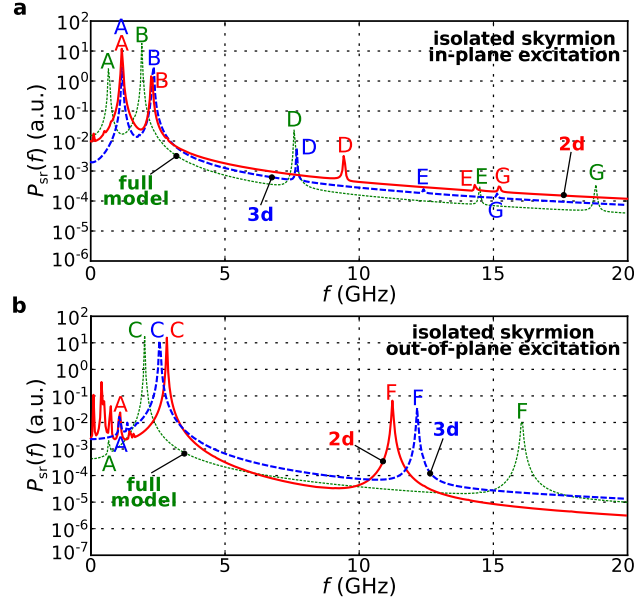 a
isolated skyrmion
in-plane excitation
P_sr(f) (a.u.)
10^2
10^1
10^0
10^-1
10^-2
10^-3
10^-4
10^-5
10^-6
A
A
A
B
B
B
D
D
D
E
E
E
G
G
G
full
model
3d
2d
0
5
10
15
20
f (GHz)
b
isolated skyrmion
out-of-plane excitation
P_sr(f) (a.u.)
10^2
10^1
10^0
10^-1
10^-2
10^-3
10^-4
10^-5
10^-6
10^-7
C
C
C
A
A
A
F
F
F
full
model
2d
3d
0
5
10
15
20
f (GHz)